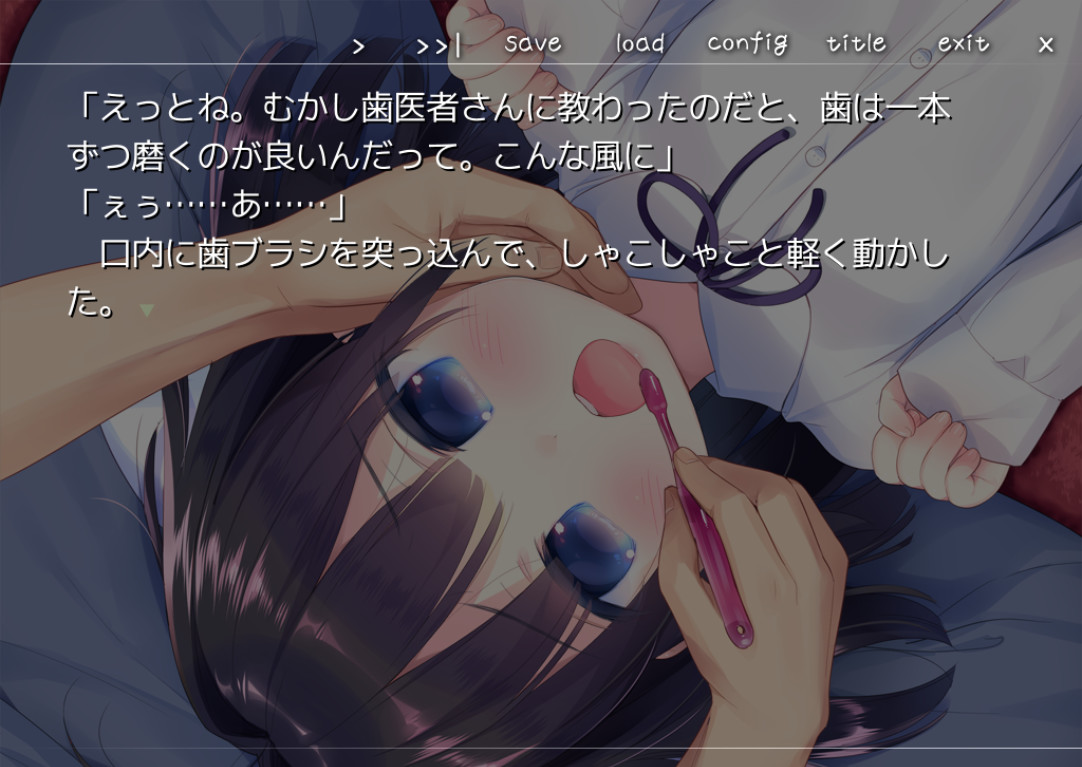 > >>| save load config title exit x
「えっとね。むかし歯医者さんに教わったのだと、歯は一本
ずつ磨くのが良いんだって。こんな風に」
「ぇぅ……あ……」
　口内に歯ブラシを突っ込んで、しゃこしゃこと軽く動かし
た。